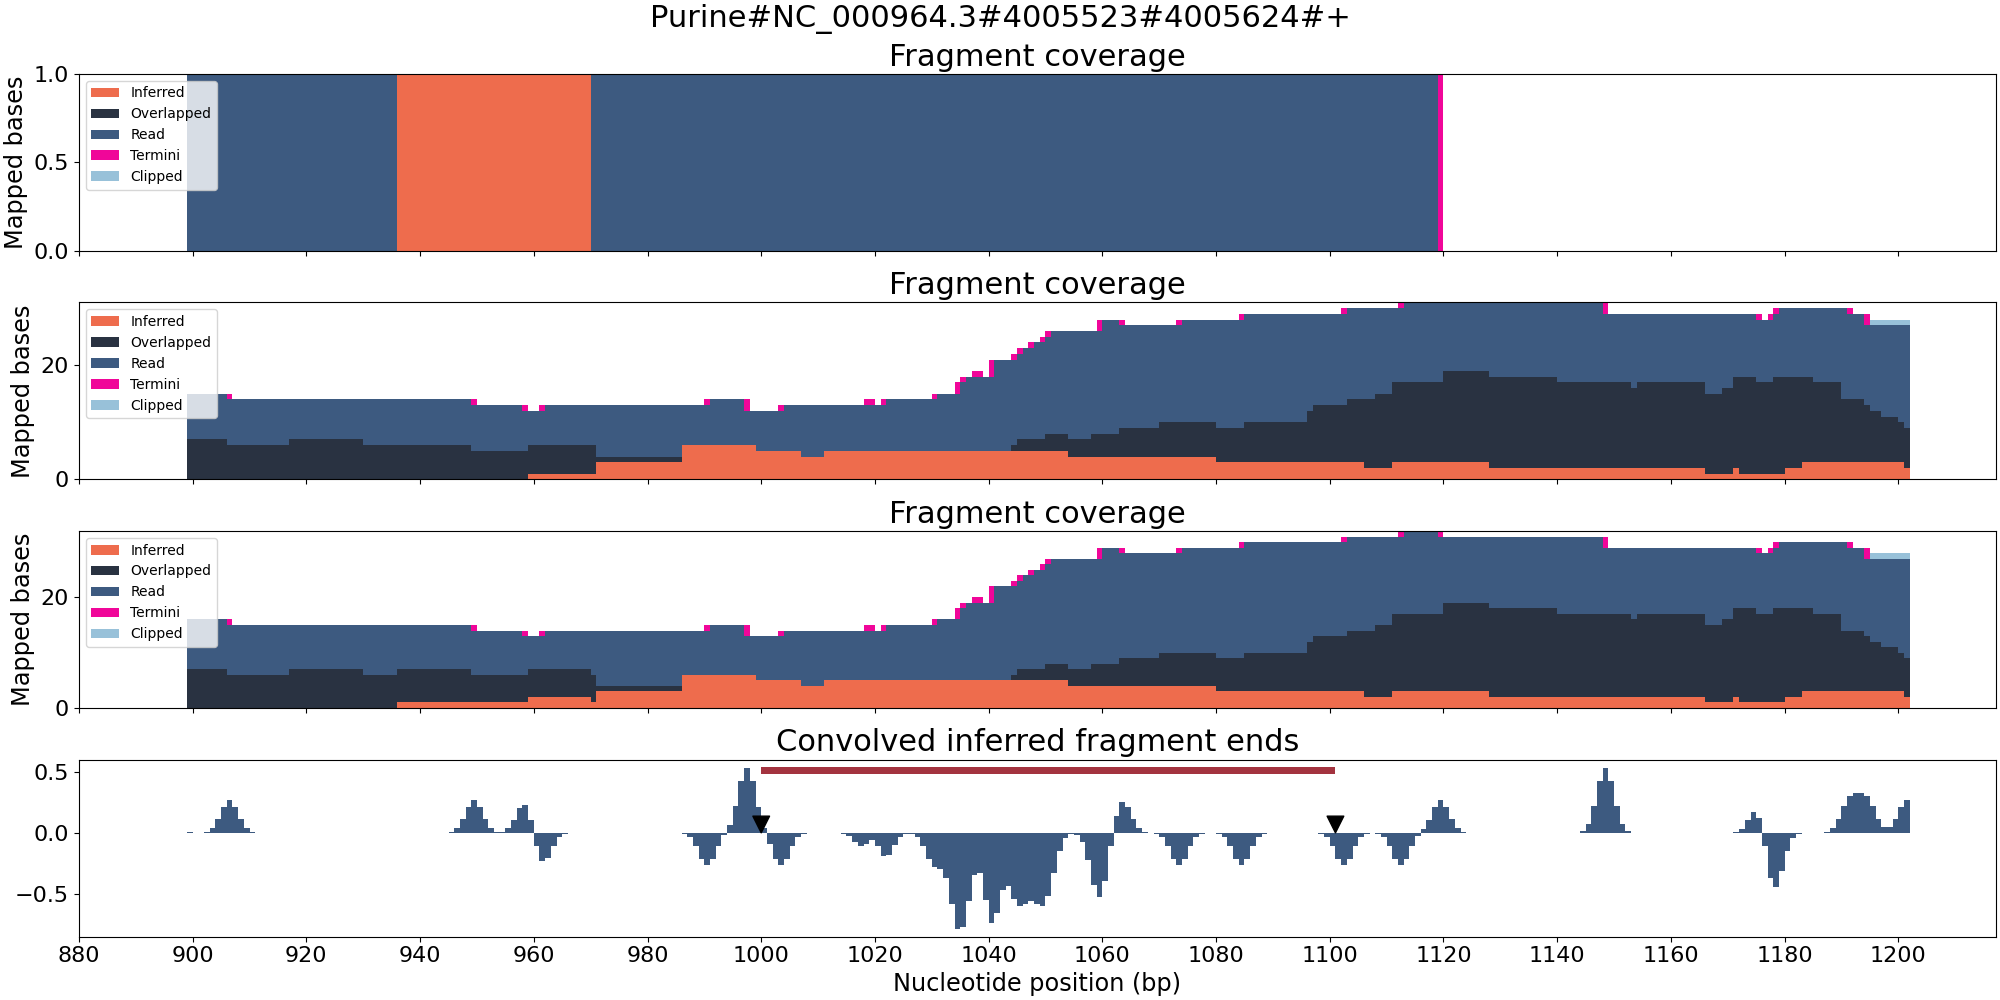 Purine#NC_000964.3#4005523#4005624#+
Fragment coverage
Mapped bases
1.0
0.5
0.0
Inferred
Overlapped
Read
Termini
Clipped
Fragment coverage
Mapped bases
20
0
Inferred
Overlapped
Read
Termini
Clipped
Fragment coverage
Mapped bases
20
0
Inferred
Overlapped
Read
Termini
Clipped
Convolved inferred fragment ends
0.5
0.0
−0.5
880 900 920 940 960 980 1000 1020 1040 1060 1080 1100 1120 1140 1160 1180 1200
Nucleotide position (bp)